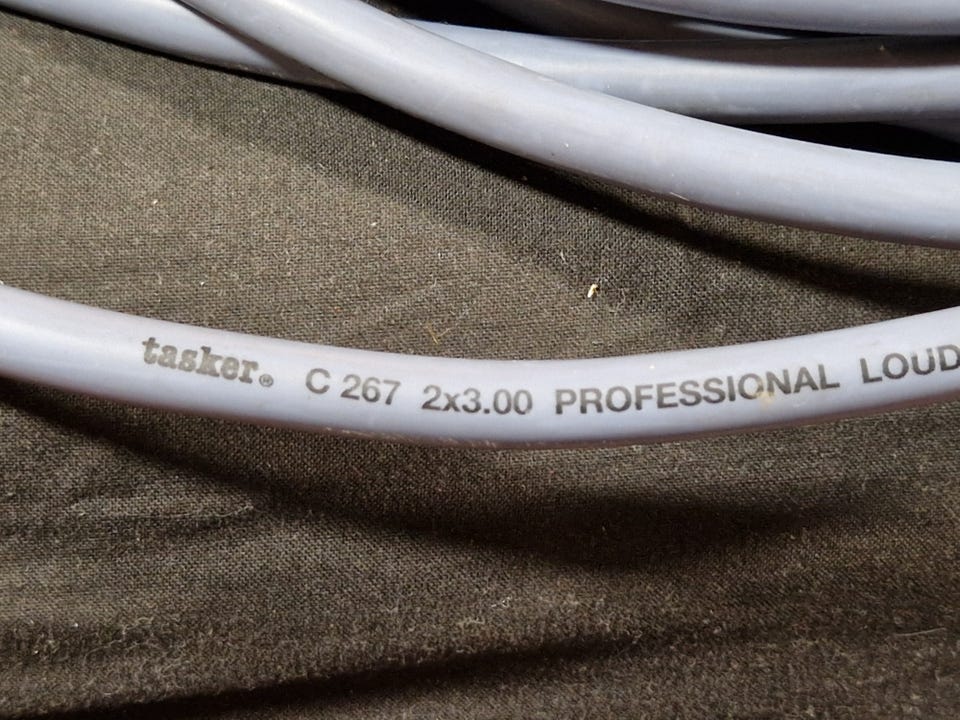 tasker® C 267 2x3.00 PROFESSIONAL LOUD